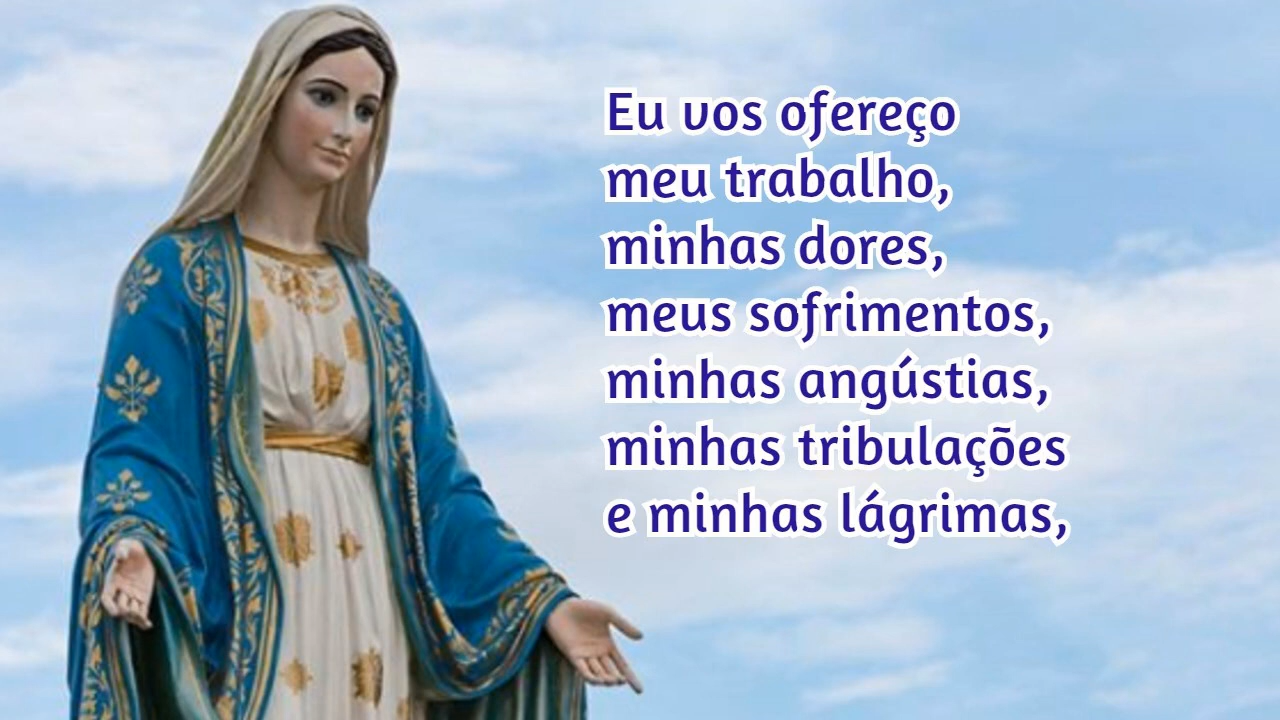 Eu vos ofereço
meu trabalho,
minhas dores,
meus sofrimentos,
minhas angústias,
minhas tribulações
e minhas lágrimas,